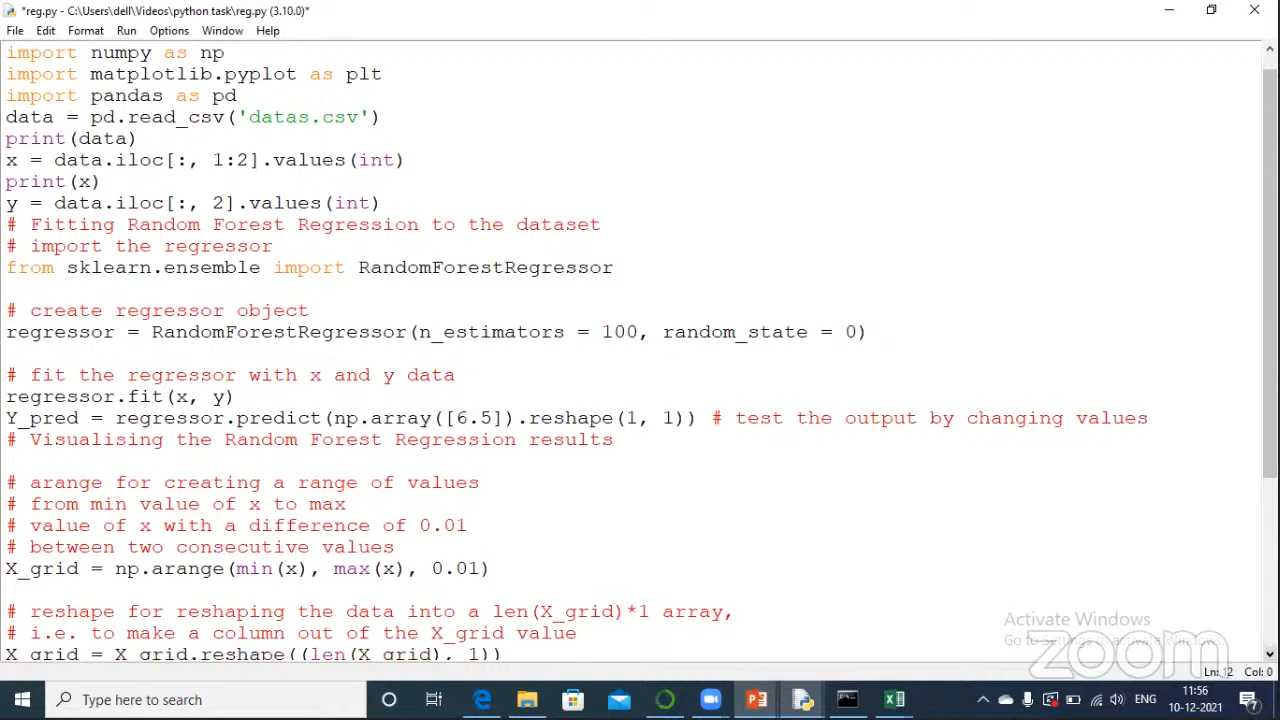 *reg.py - C:\Users\dell\Videos\python task\reg.py (3.10.0)*
File Edit Format Run Options Window Help
import numpy as np
import matplotlib.pyplot as plt
import pandas as pd
data = pd.read_csv('datas.csv')
print(data)
x = data.iloc[:, 1:2].values(int)
print(x)
y = data.iloc[:, 2].values(int)
# Fitting Random Forest Regression to the dataset
# import the regressor
from sklearn.ensemble import RandomForestRegressor
# create regressor object
regressor = RandomForestRegressor(n_estimators = 100, random_state = 0)
# fit the regressor with x and y data
regressor.fit(x, y)
Y_pred = regressor.predict(np.array([6.5]).reshape(1, 1)) # test the output by changing values
# Visualising the Random Forest Regression results
# arange for creating a range of values
# from min value of x to max
# value of x with a difference of 0.01
# between two consecutive values
X_grid = np.arange(min(x), max(x), 0.01)
# reshape for reshaping the data into a len(X_grid)*1 array,
# i.e. to make a column out of the X_grid value
X_grid = X_grid.reshape((len(X_grid), 1))
Activate Windows
Go to Settings to activate Windows.
zoom
Ln: 12 Col: 0
Type here to search
ENG
11:56
10-12-2021
7